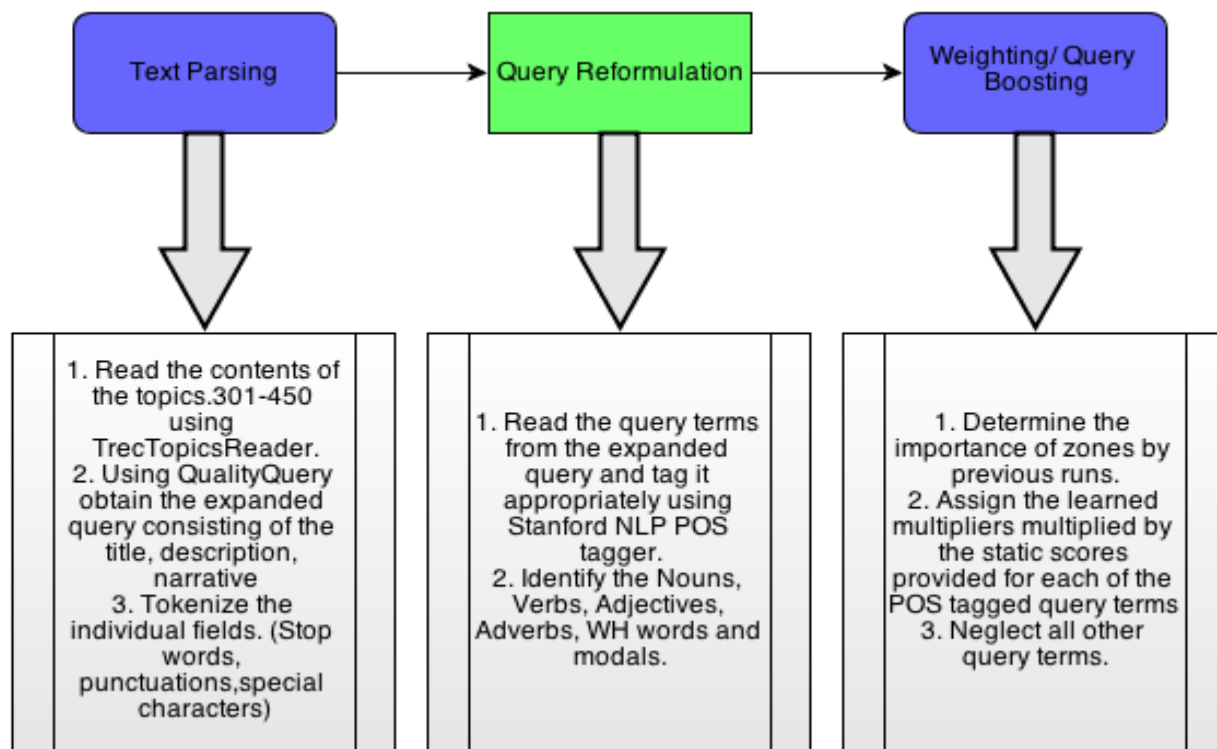 Text Parsing
Query Reformulation
Weighting/ Query
Boosting
1. Read the contents of
the topics.301-450
using
TrecTopicsReader.
2. Using QualityQuery
obtain the expanded
query consisting of the
title, description,
narrative
3. Tokenize the
individual fields. (Stop
words,
punctuations,special
characters)
1. Read the query terms
from the expanded
query and tag it
appropriately using
Stanford NLP POS
tagger.
2. Identify the Nouns,
Verbs, Adjectives,
Adverbs, WH words and
modals.
1. Determine the
importance of zones by
previous runs.
2. Assign the learned
multipliers multiplied by
the static scores
provided for each of the
POS tagged query terms
3. Neglect all other
query terms.